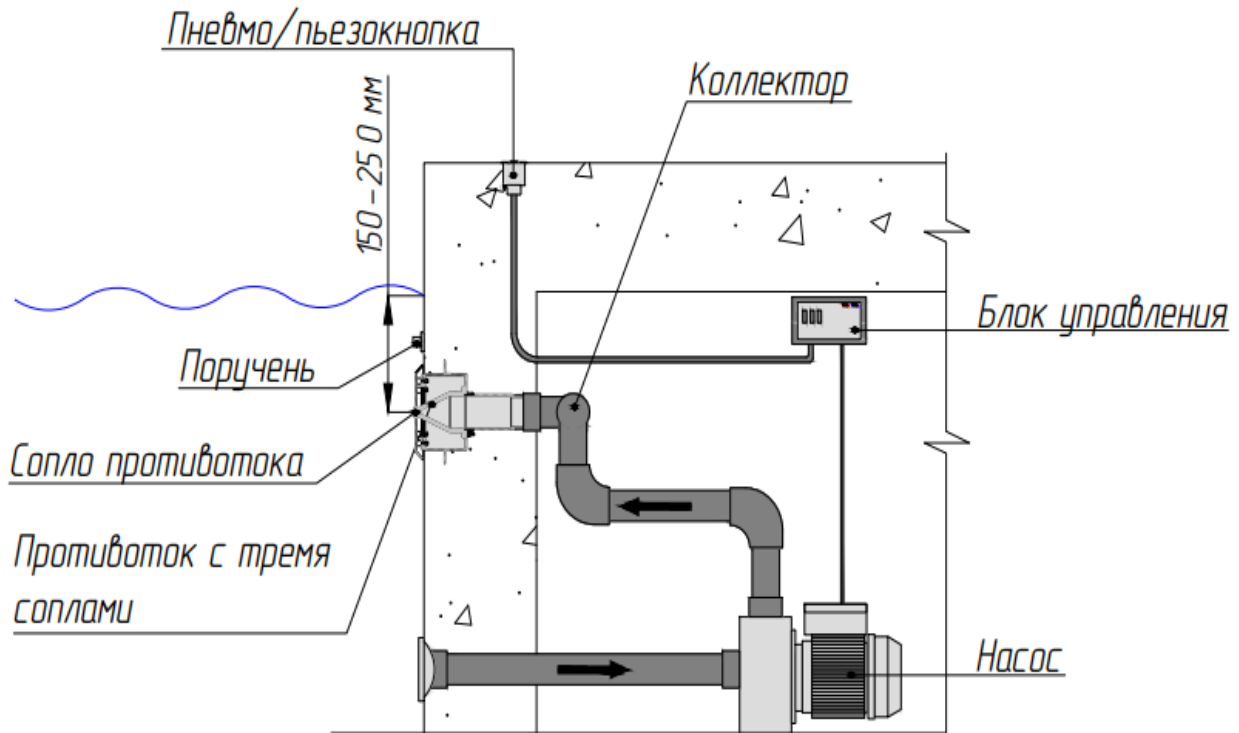 Пневмо/пьезокнопка
Коллектор
150-250 мм
Блок управления
Поручень
Сопло противотока
Противоток с тремя
соплами
Насос